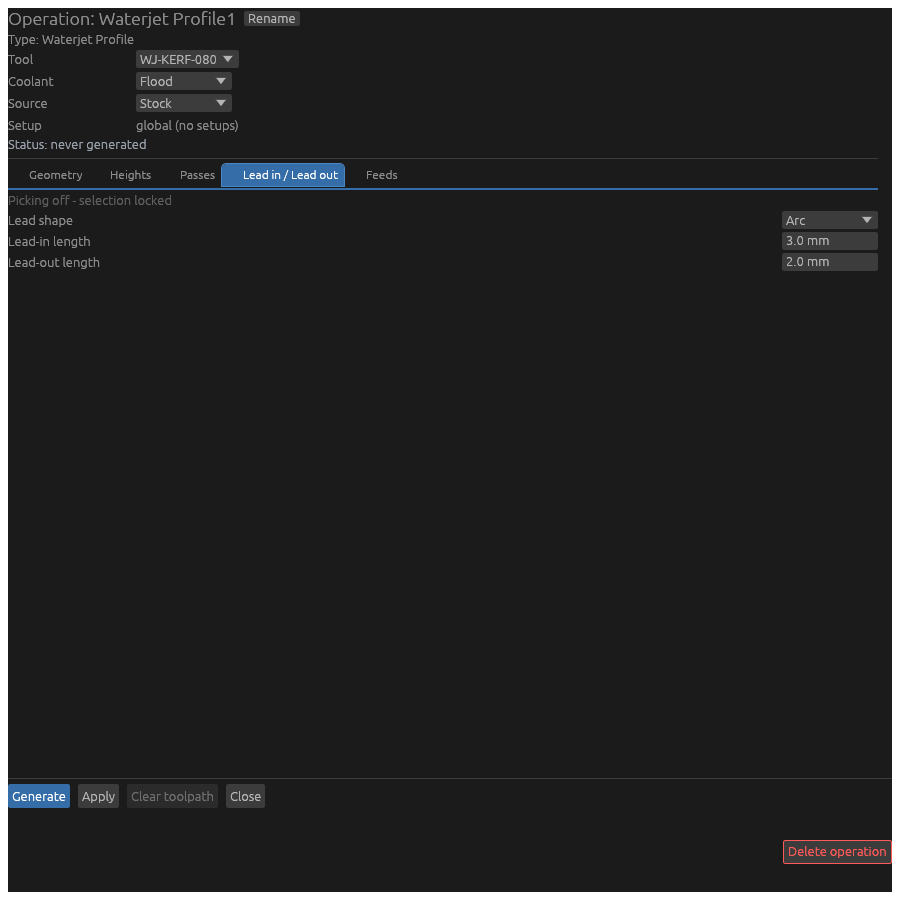 Operation: Waterjet Profile1 Rename
Type: Waterjet Profile
Tool WJ-KERF-080
Coolant Flood
Source Stock
Setup global (no setups)
Status: never generated
Geometry Heights Passes Lead in / Lead out Feeds
Picking off - selection locked
Lead shape Arc
Lead-in length 3.0 mm
Lead-out length 2.0 mm
Generate Apply Clear toolpath Close
Delete operation